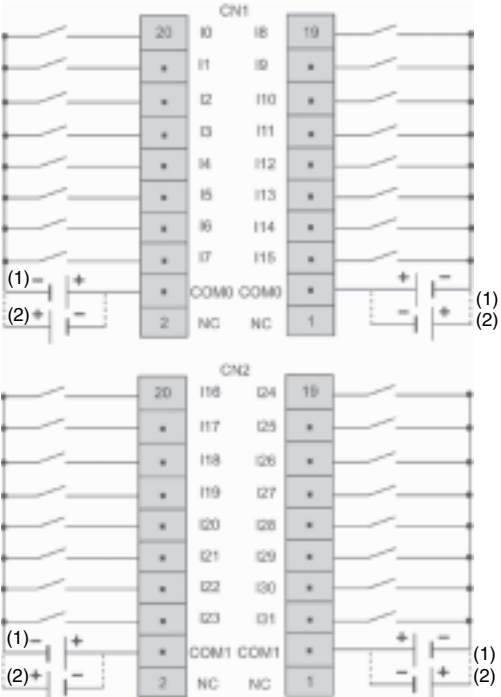 CN1
20 I0 I8 19
I1 I9
I2 I10
I3 I11
I4 I12
I5 I13
I6 I14
I7 I15
(1) - + COM0 COM0 + - (1)
(2) + - 2 NC NC 1 - + (2)
CN2
20 I16 I24 19
I17 I25
I18 I26
I19 I27
I20 I28
I21 I29
I22 I30
I23 I31
(1) - + COM1 COM1 + - (1)
(2) + - 2 NC NC 1 - + (2)